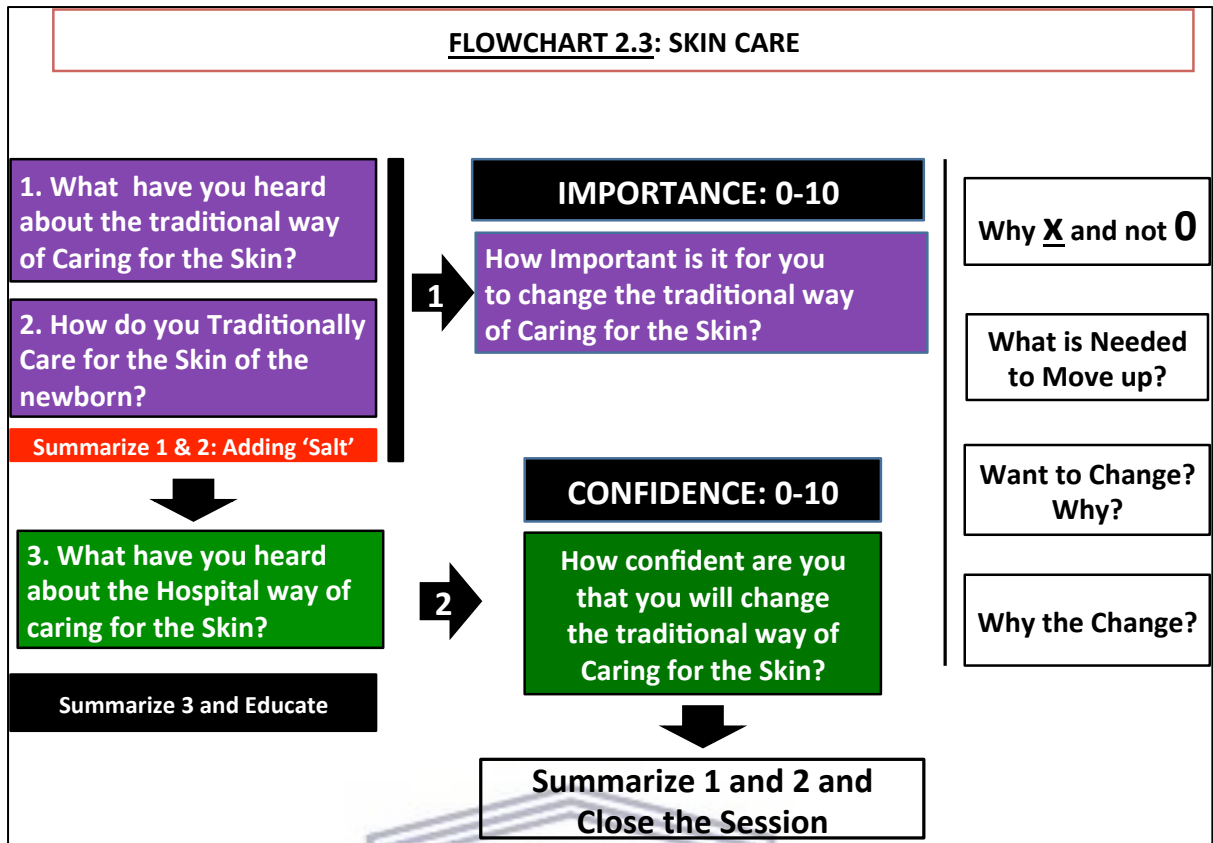 FLOWCHART 2.3: SKIN CARE
1. What have you heard
about the traditional way
of Caring for the Skin?
2. How do you Traditionally
Care for the Skin of the
newborn?
Summarize 1 & 2: Adding ‘Salt’
3. What have you heard
about the Hospital way of
caring for the Skin?
Summarize 3 and Educate
1
IMPORTANCE: 0-10
How Important is it for you
to change the traditional way
of Caring for the Skin?
2
CONFIDENCE: 0-10
How confident are you
that you will change
the traditional way of
Caring for the Skin?
Summarize 1 and 2 and
Close the Session
Why X and not 0
What is Needed
to Move up?
Want to Change?
Why?
Why the Change?